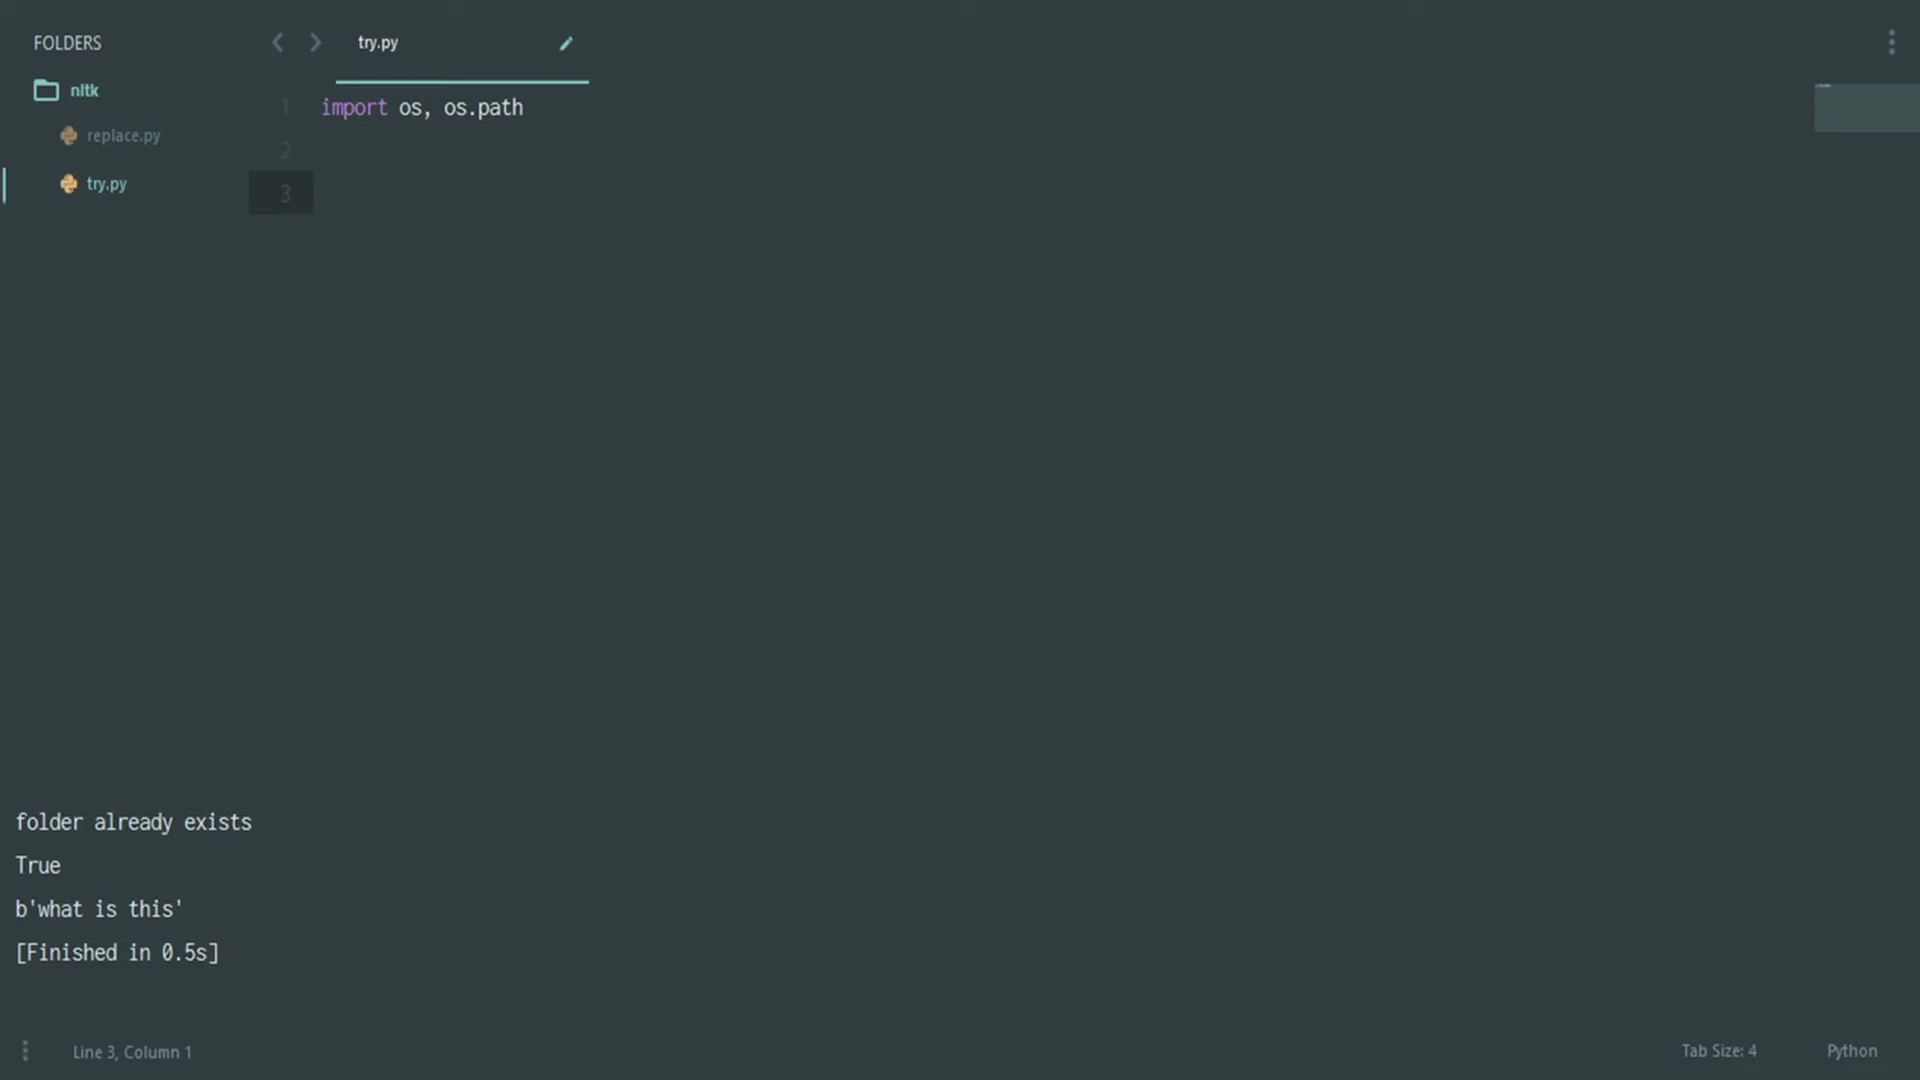 FOLDERS
nltk
replace.py
try.py
try.py
1 import os, os.path
2
3
folder already exists
True
b'what is this'
[Finished in 0.5s]
Line 3, Column 1
Tab Size: 4
Python